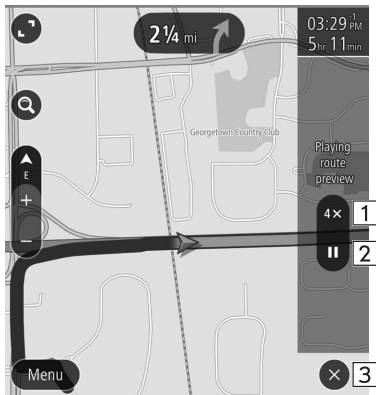 2¼ mi
03:29 PM -1
5hr 11min
Georgetown Country Club
Playing
route
preview
E
+
−
4× 1
2
Menu
3